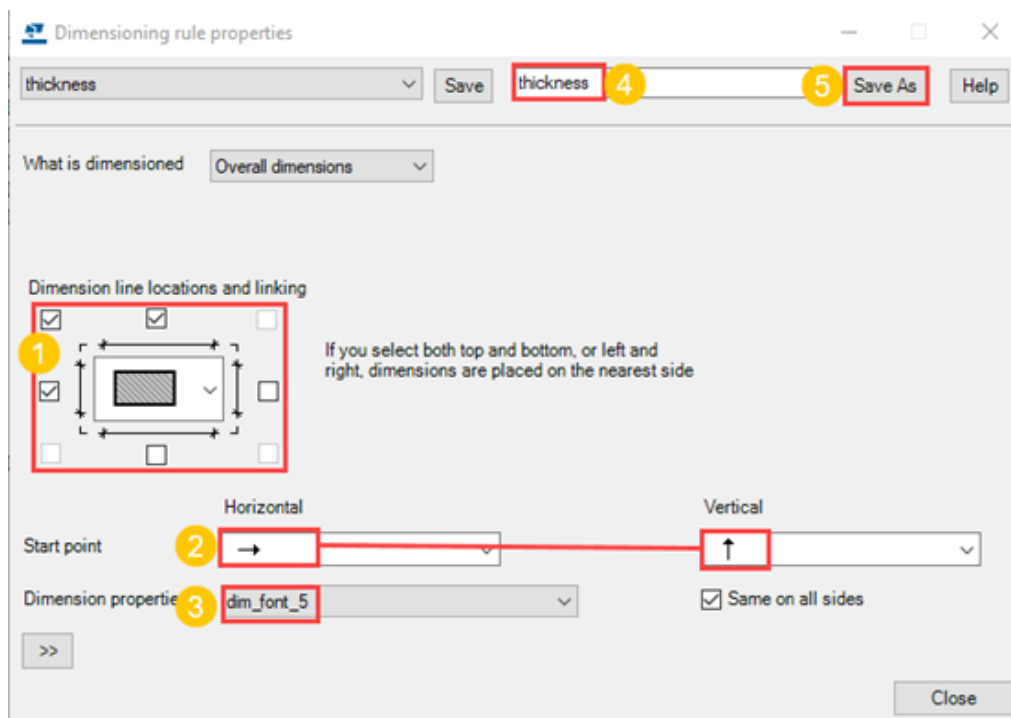 Dimensioning rule properties
thickness Save thickness 4 5 Save As Help
What is dimensioned Overall dimensions
Dimension line locations and linking
1
If you select both top and bottom, or left and
right, dimensions are placed on the nearest side
Horizontal Vertical
Start point 2
Dimension propertie 3 dim_font_5 Same on all sides
>>
Close